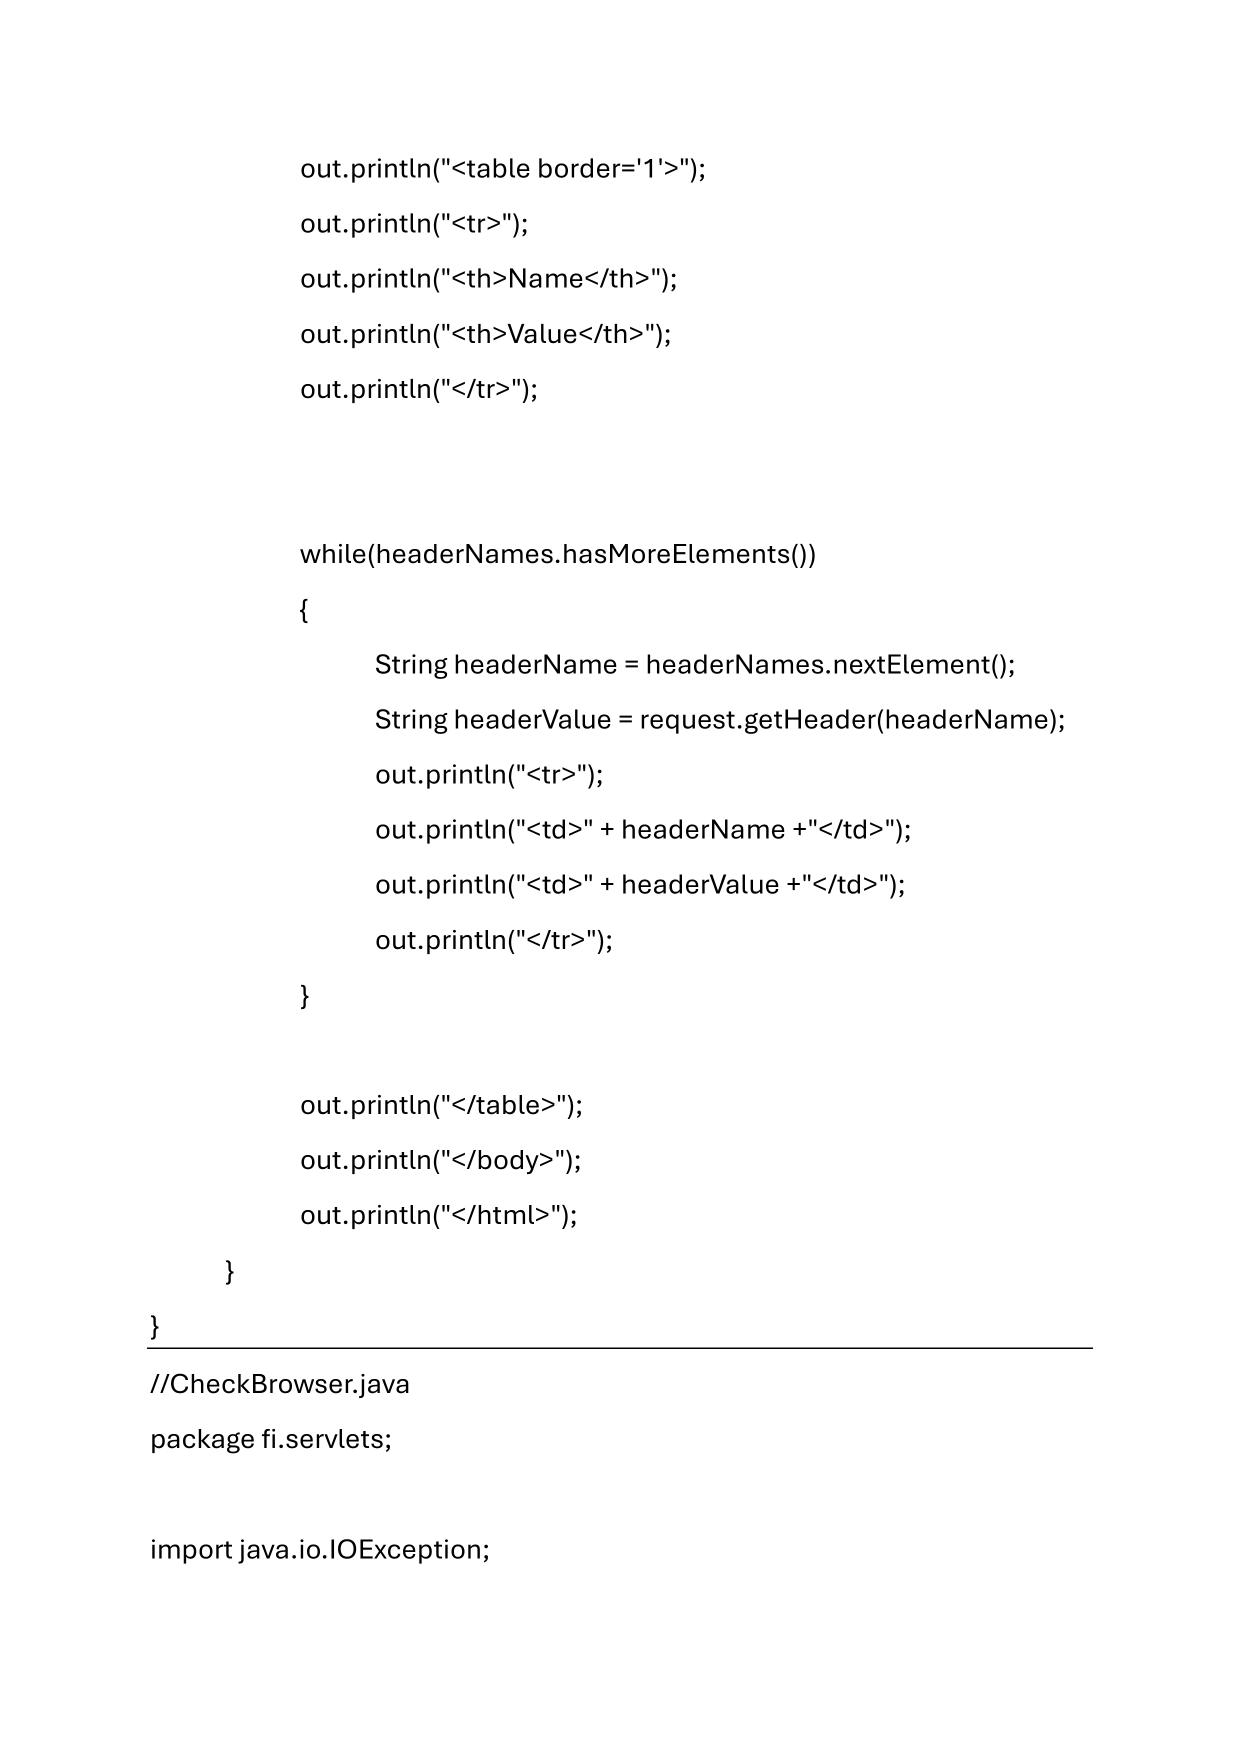 out.println("<table border='1'>");
out.println("<tr>");
out.println("<th>Name</th>");
out.println("<th>Value</th>");
out.println("</tr>");
while(headerNames.hasMoreElements())
{
String headerName = headerNames.nextElement();
String headerValue = request.getHeader(headerName);
out.println("<tr>");
out.println("<td>" + headerName +"</td>");
out.println("<td>" + headerValue +"</td>");
out.println("</tr>");
}
out.println("</table>");
out.println("</body>");
out.println("</html>");
}
}
//CheckBrowser.java
package fi.servlets;
import java.io.IOException;